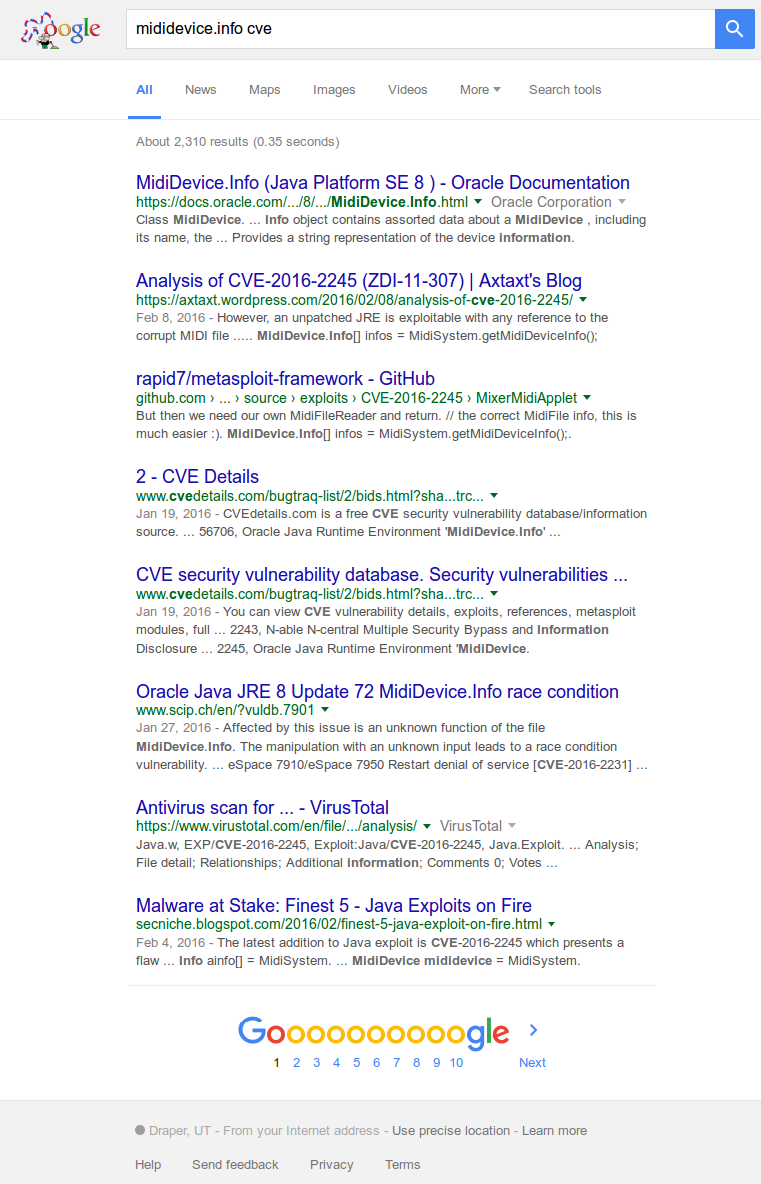 oogle
midid​evice.info cve
All News Maps Images Videos More Search tools
About 2,310 results (0.35 seconds)
MidiDevice.Info (Java Platform SE 8 ) - Oracle Documentation
https://docs.oracle.com/.../8/.../MidiDevice.Info.html Oracle Corporation
Class MidiDevice. ... Info object contains assorted data about a MidiDevice , including
its name, the ... Provides a string representation of the device information.
Analysis of CVE-2016-2245 (ZDI-11-307) | Axtaxt's Blog
https://axtaxt.wordpress.com/2016/02/08/analysis-of-cve-2016-2245/
Feb 8, 2016 - However, an unpatched JRE is exploitable with any reference to the
corrupt MIDI file ..... MidiDevice.Info[] infos = MidiSystem.getMidiDeviceInfo();
rapid7/metasploit-framework - GitHub
github.com › ... › source › exploits › CVE-2016-2245 › MixerMidiApplet
But then we need our own MidiFileReader and return. // the correct MidiFile info, this is
much easier :). MidiDevice.Info[] infos = MidiSystem.getMidiDeviceInfo();.
2 - CVE Details
www.cvedetails.com/bugtraq-list/2/bids.html?sha...trc...
Jan 19, 2016 - CVEdetails.com is a free CVE security vulnerability database/information
source. ... 56706, Oracle Java Runtime Environment 'MidiDevice.Info' ...
CVE security vulnerability database. Security vulnerabilities ...
www.cvedetails.com/bugtraq-list/2/bids.html?sha...trc...
Jan 19, 2016 - You can view CVE vulnerability details, exploits, references, metasploit
modules, full ... 2243, N-able N-central Multiple Security Bypass and Information
Disclosure ... 2245, Oracle Java Runtime Environment 'MidiDevice.
Oracle Java JRE 8 Update 72 MidiDevice.Info race condition
www.scip.ch/en/?vuldb.7901
Jan 27, 2016 - Affected by this issue is an unknown function of the file
MidiDevice.Info. The manipulation with an unknown input leads to a race condition
vulnerability. ... eSpace 7910/eSpace 7950 Restart denial of service [CVE-2016-2231] ...
Antivirus scan for ... - VirusTotal
https://www.virustotal.com/en/file/.../analysis/ VirusTotal
Java.w, EXP/CVE-2016-2245, Exploit:Java/CVE-2016-2245, Java.Exploit. ... Analysis;
File detail; Relationships; Additional information; Comments 0; Votes ...
Malware at Stake: Finest 5 - Java Exploits on Fire
secniche.blogspot.com/2016/02/finest-5-java-exploit-on-fire.html
Feb 4, 2016 - The latest addition to Java exploit is CVE-2016-2245 which presents a
flaw ... Info ainfo[] = MidiSystem. ... MidiDevice mididevice = MidiSystem.
Goooooooooogle
1 2 3 4 5 6 7 8 9 10 Next
Draper, UT - From your Internet address - Use precise location - Learn more
Help Send feedback Privacy Terms